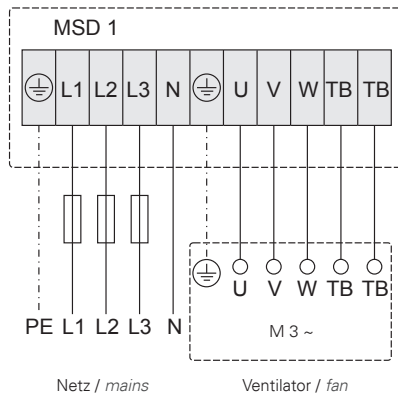 MSD 1
L1 L2 L3 N U V W TB TB
U V W TB TB
PE L1 L2 L3 N
M 3 ~
Netz / mains Ventilator / fan